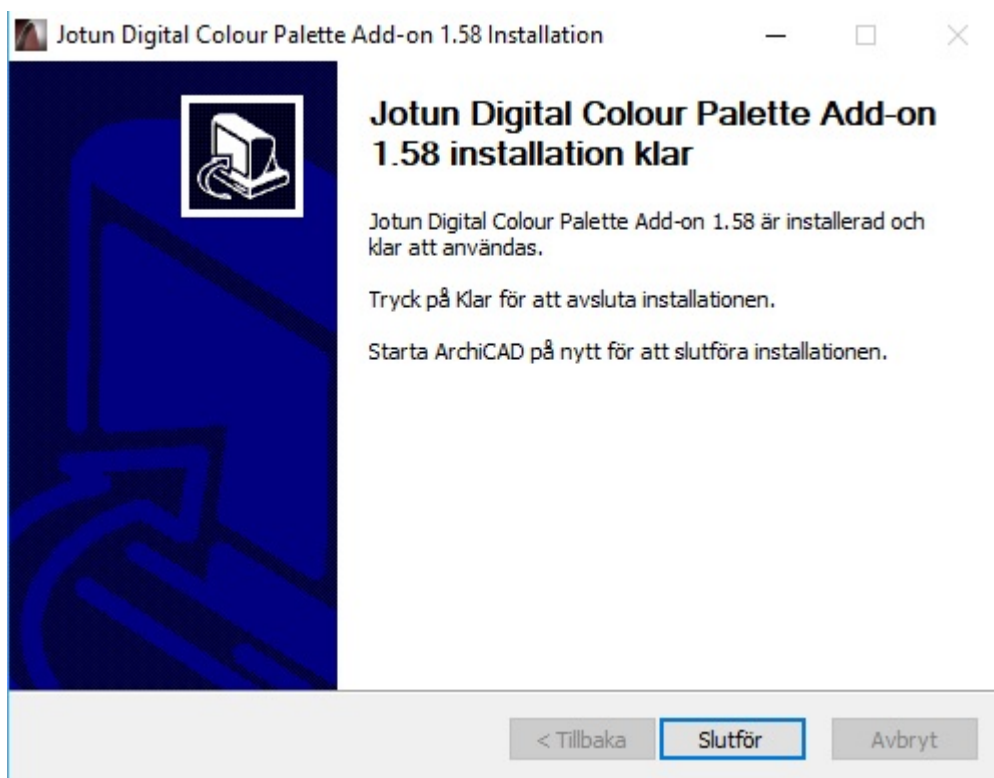 Jotun Digital Colour Palette Add-on 1.58 Installation
Jotun Digital Colour Palette Add-on
1.58 installation klar
Jotun Digital Colour Palette Add-on 1.58 är installerad och
klar att användas.
Tryck på Klar för att avsluta installationen.
Starta ArchiCAD på nytt för att slutföra installationen.
< Tillbaka
Slutför
Avbryt